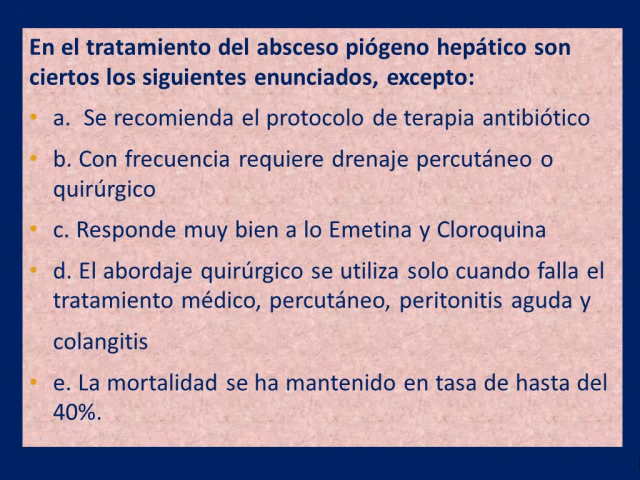 En el tratamiento del absceso piógeno hepático son
ciertos los siguientes enunciados, excepto:
• a.  Se recomienda el protocolo de terapia antibiótico
• b. Con frecuencia requiere drenaje percutáneo o
quirúrgico
• c. Responde muy bien a lo Emetina y Cloroquina
• d. El abordaje quirúrgico se utiliza solo cuando falla el
tratamiento médico, percutáneo, peritonitis aguda y
colangitis
• e. La mortalidad se ha mantenido en tasa de hasta del
40%.